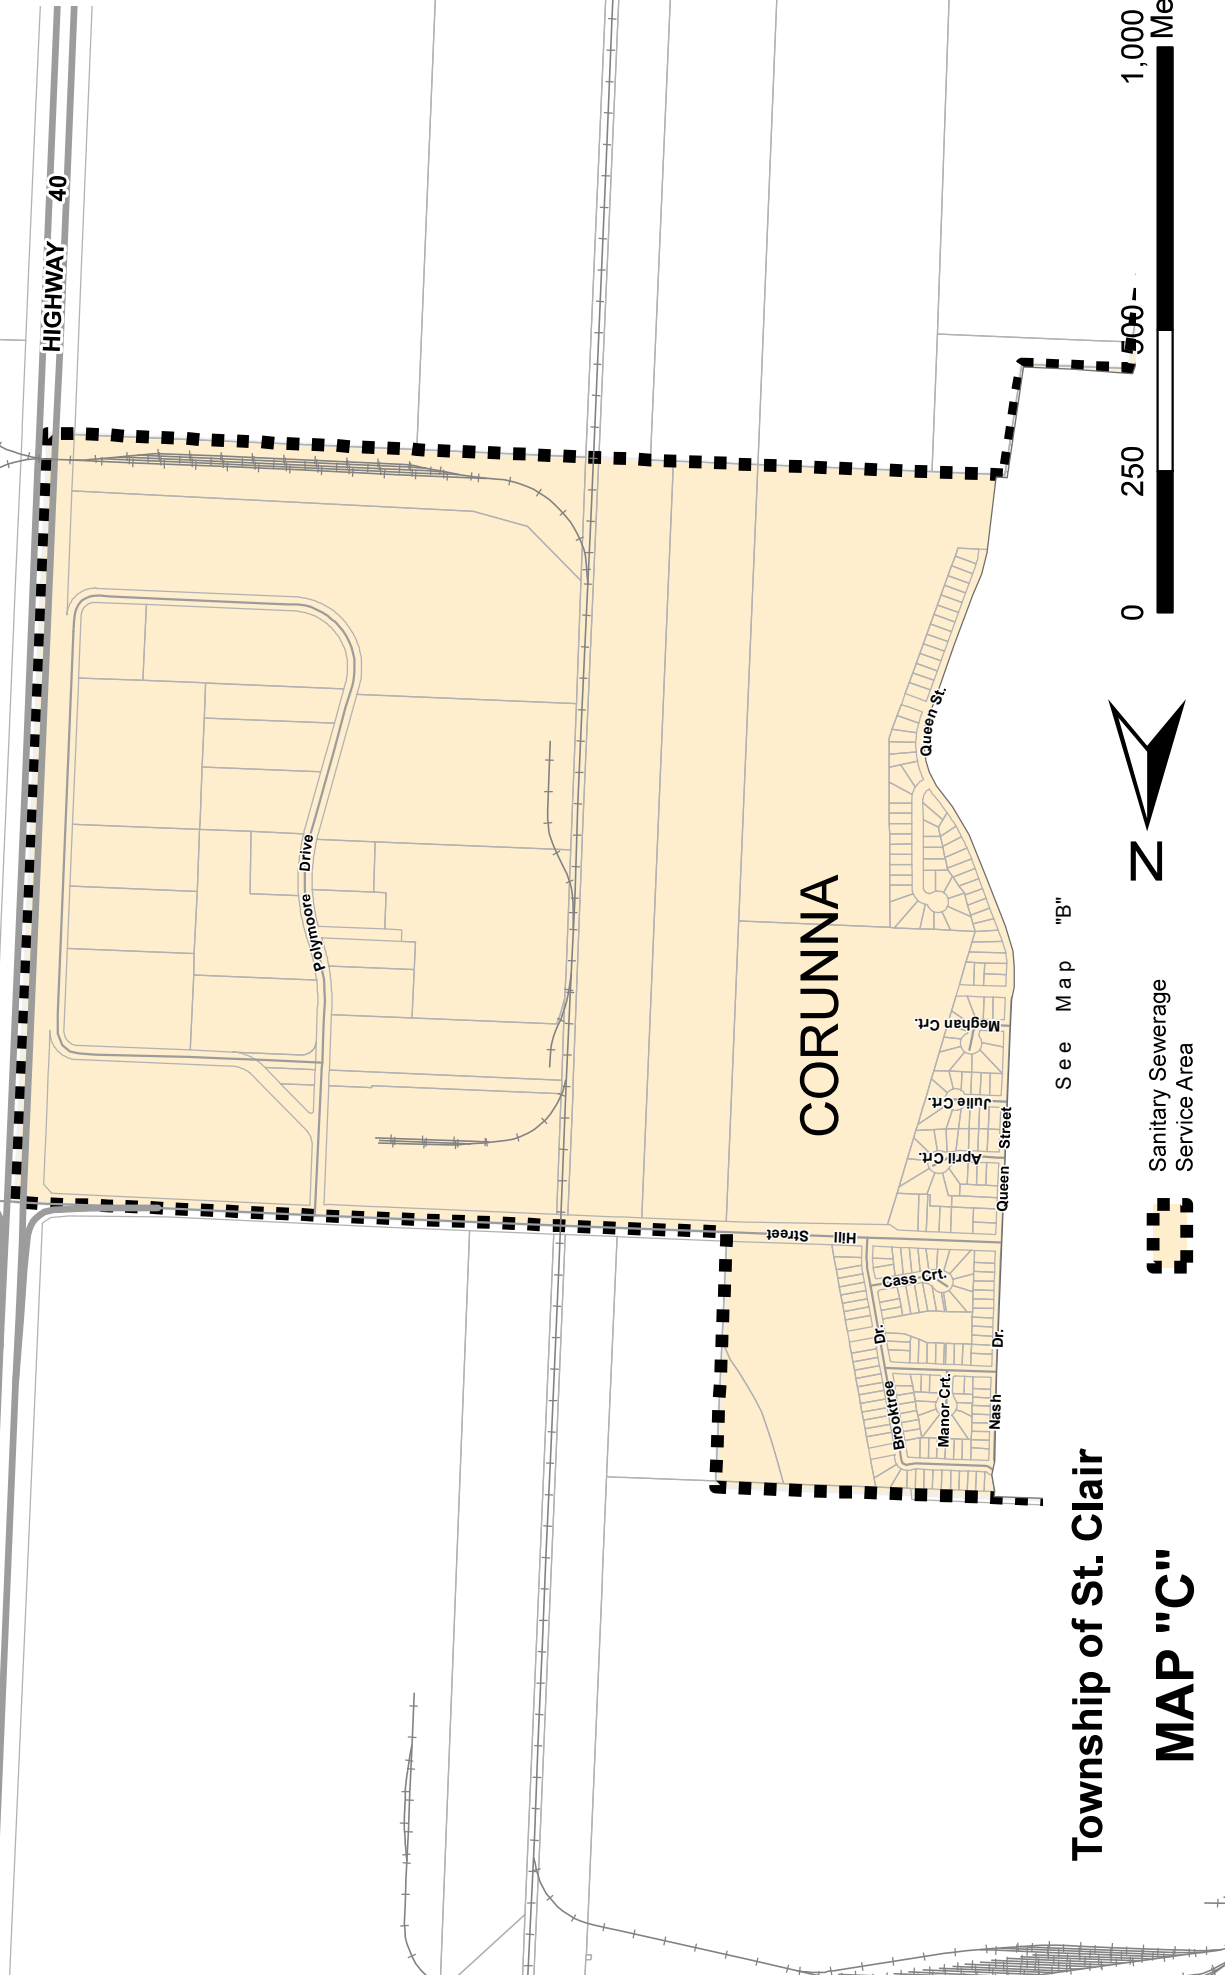 HIGHWAY 40
Polymoore Drive
CORUNNA
Queen St.
Meghan Crt.
Julie Crt.
April Crt.
Queen Street
Hill Street
Cass Crt.
Brooktree Dr.
Manor Crt.
Nash Dr.
See Map "B"
N
0 250 500 1,000
Me
Sanitary Sewerage
Service Area
Township of St. Clair
MAP "C"